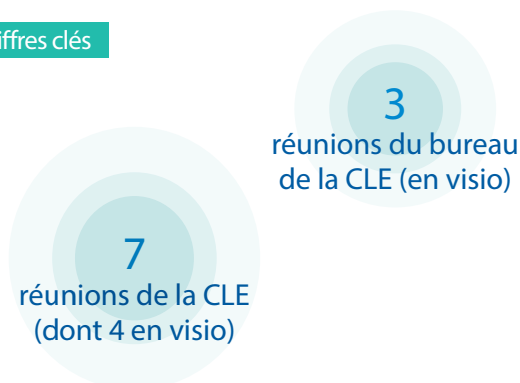 iffres clés
3
réunions du bureau
de la CLE (en visio)
7
réunions de la CLE
(dont 4 en visio)